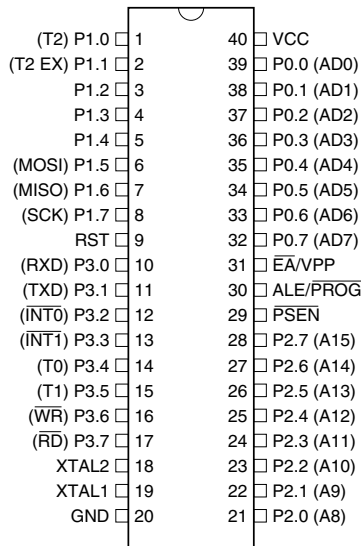 (T2) P1.0 1 40 VCC
(T2 EX) P1.1 2 39 P0.0 (AD0)
P1.2 3 38 P0.1 (AD1)
P1.3 4 37 P0.2 (AD2)
P1.4 5 36 P0.3 (AD3)
(MOSI) P1.5 6 35 P0.4 (AD4)
(MISO) P1.6 7 34 P0.5 (AD5)
(SCK) P1.7 8 33 P0.6 (AD6)
RST 9 32 P0.7 (AD7)
(RXD) P3.0 10 31 E̅A̅/VPP
(TXD) P3.1 11 30 ALE/P̅R̅O̅G̅
(I̅N̅T̅0̅) P3.2 12 29 P̅S̅E̅N̅
(I̅N̅T̅1̅) P3.3 13 28 P2.7 (A15)
(T0) P3.4 14 27 P2.6 (A14)
(T1) P3.5 15 26 P2.5 (A13)
(W̅R̅) P3.6 16 25 P2.4 (A12)
(R̅D̅) P3.7 17 24 P2.3 (A11)
XTAL2 18 23 P2.2 (A10)
XTAL1 19 22 P2.1 (A9)
GND 20 21 P2.0 (A8)